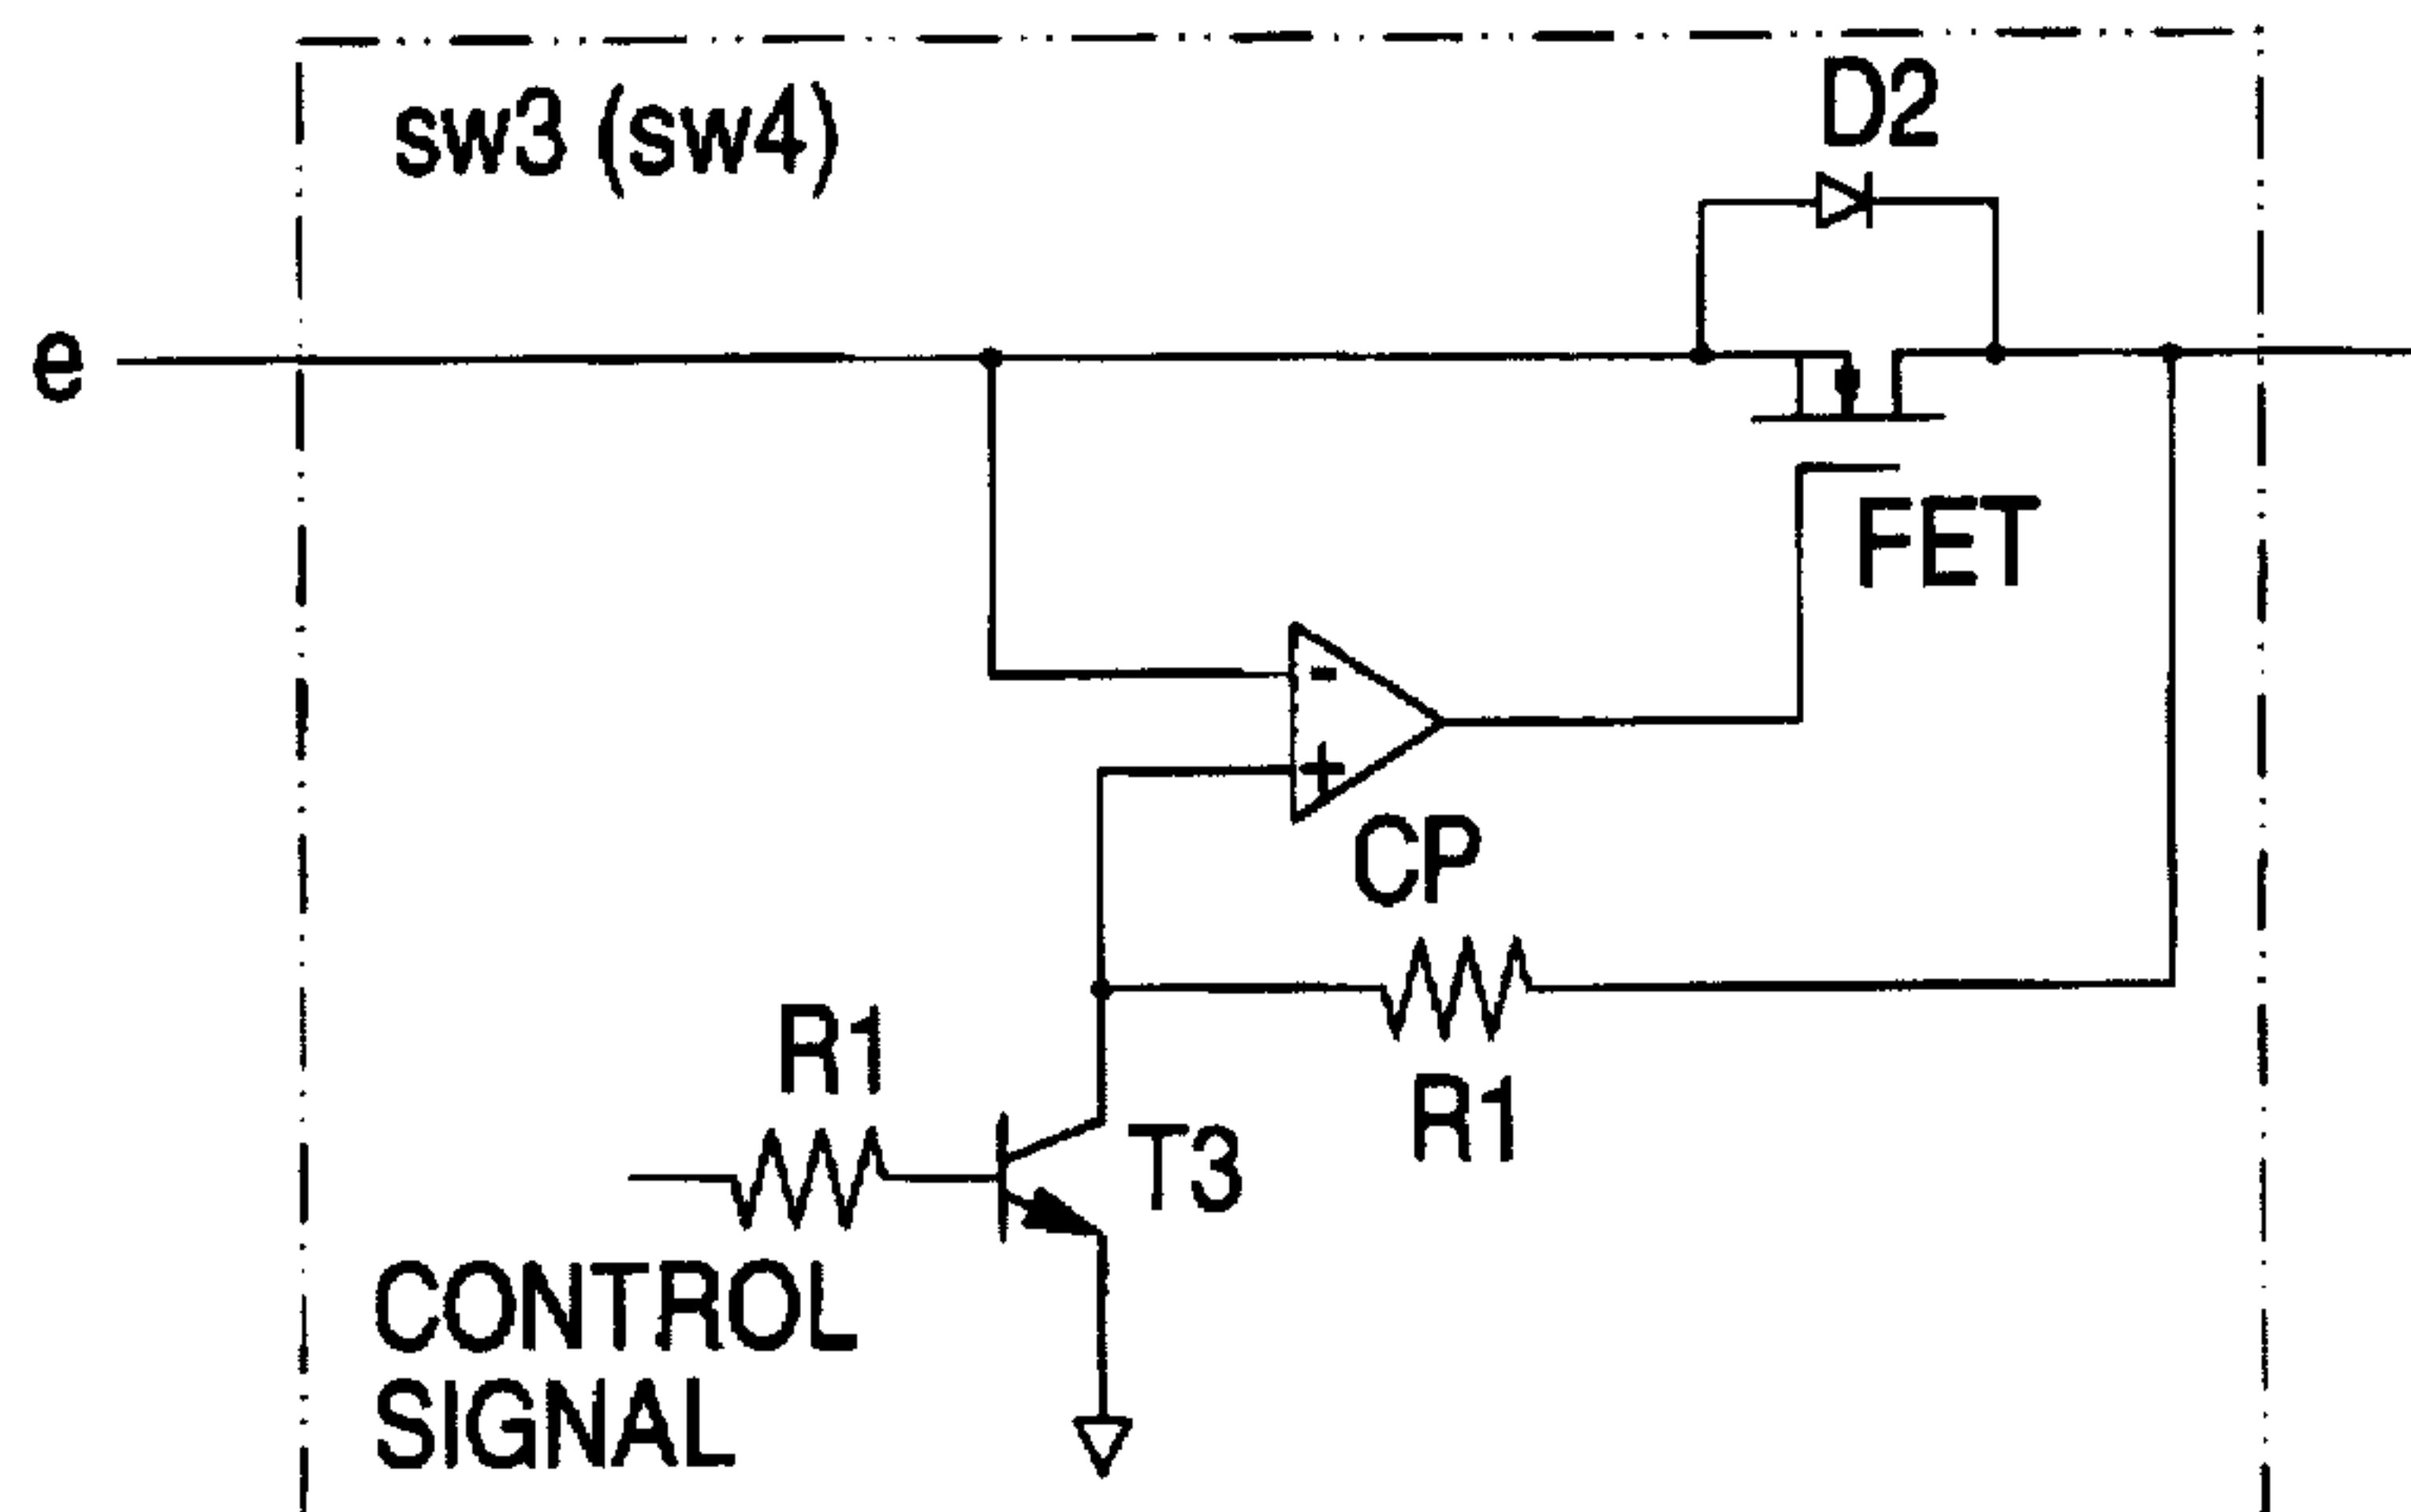 sw3 (sw4)
D2
e
FET
-
+
CP
R1
R1
T3
CONTROL
SIGNAL